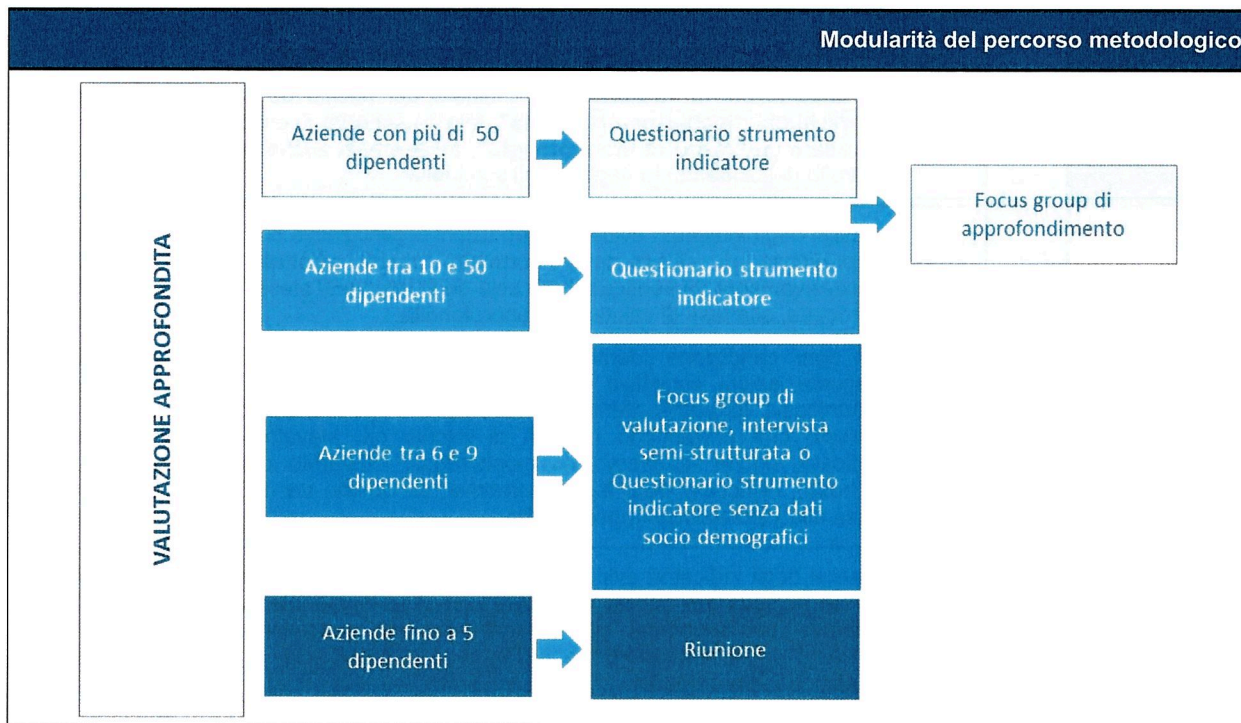 Modularità del percorso metodologico
VALUTAZIONE APPROFONDITA
Aziende con più di 50
dipendenti
Questionario strumento
indicatore
Focus group di
approfondimento
Aziende tra 10 e 50
dipendenti
Questionario strumento
indicatore
Aziende tra 6 e 9
dipendenti
Focus group di
valutazione, intervista
semi-strutturata o
Questionario strumento
indicatore senza dati
socio demografici
Aziende fino a 5
dipendenti
Riunione